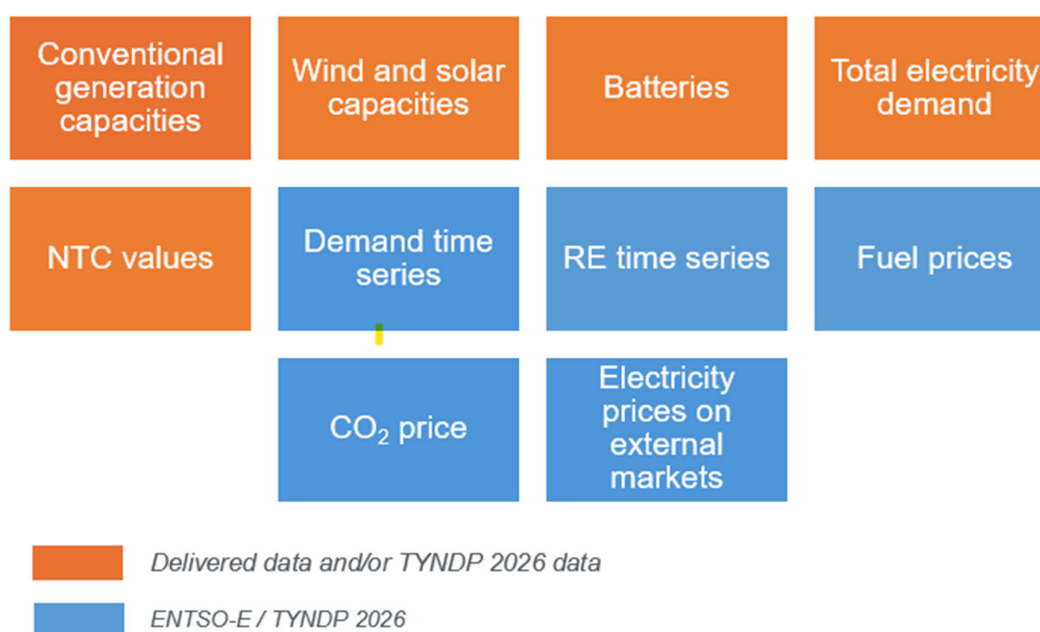 Conventional
generation
capacities
Wind and solar
capacities
Batteries
Total electricity
demand
NTC values
Demand time
series
RE time series
Fuel prices
CO₂ price
Electricity
prices on
external
markets
Delivered data and/or TYNDP 2026 data
ENTSO-E / TYNDP 2026